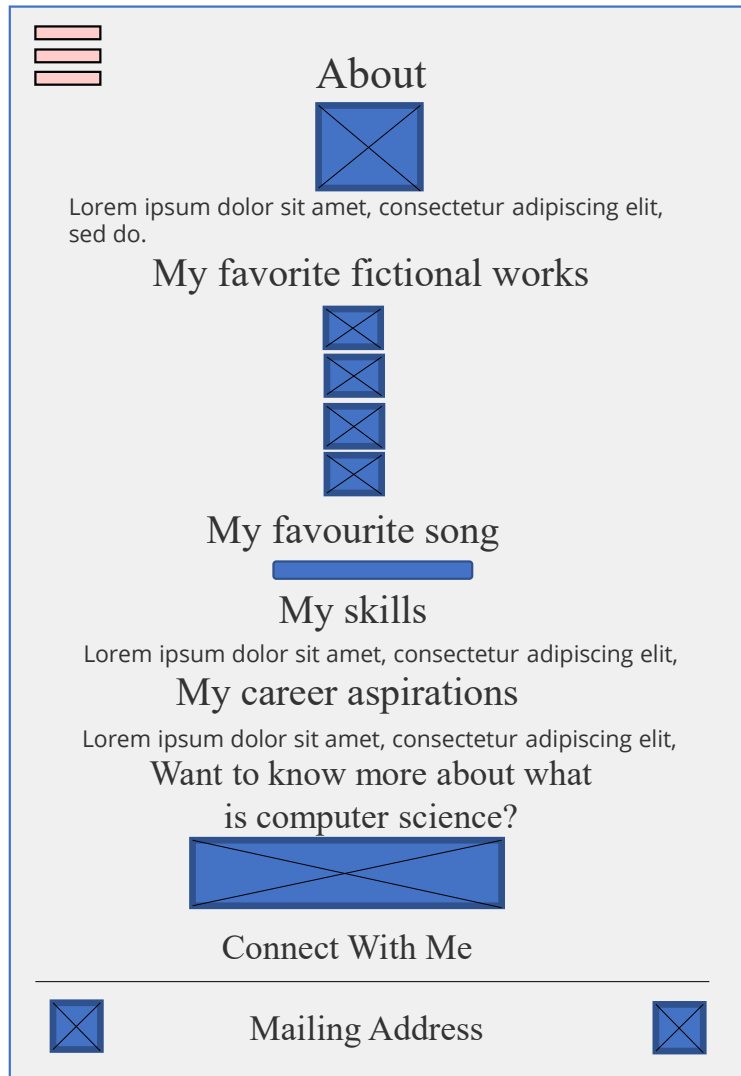 About
Lorem ipsum dolor sit amet, consectetur adipiscing elit,
sed do.
My favorite fictional works
My favourite song
My skills
Lorem ipsum dolor sit amet, consectetur adipiscing elit,
My career aspirations
Lorem ipsum dolor sit amet, consectetur adipiscing elit,
Want to know more about what
is computer science?
Connect With Me
Mailing Address